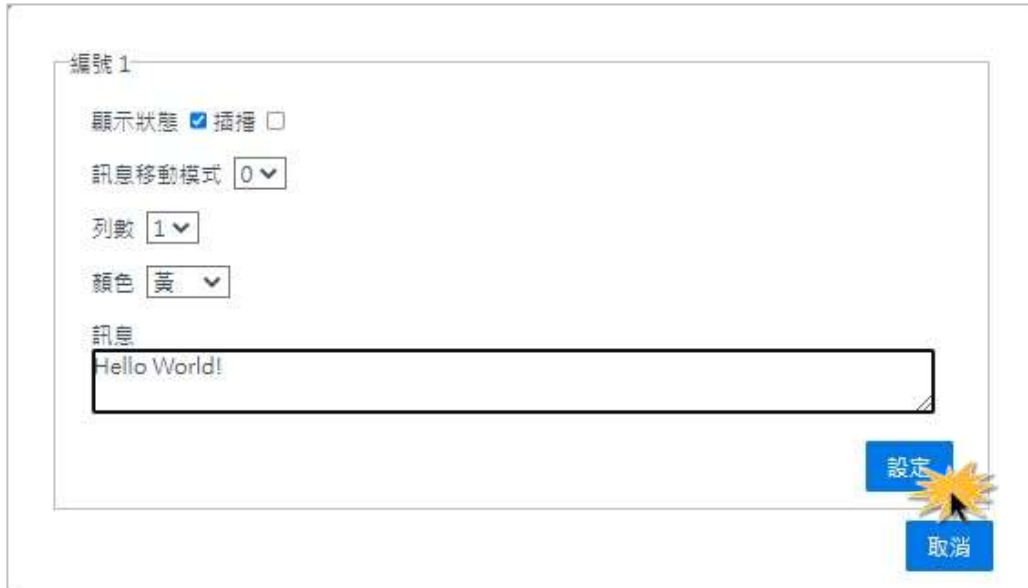 編號 1
顯示狀態 插播
訊息移動模式 0
列數 1
顏色 黃
訊息
Hello World!
設定
取消